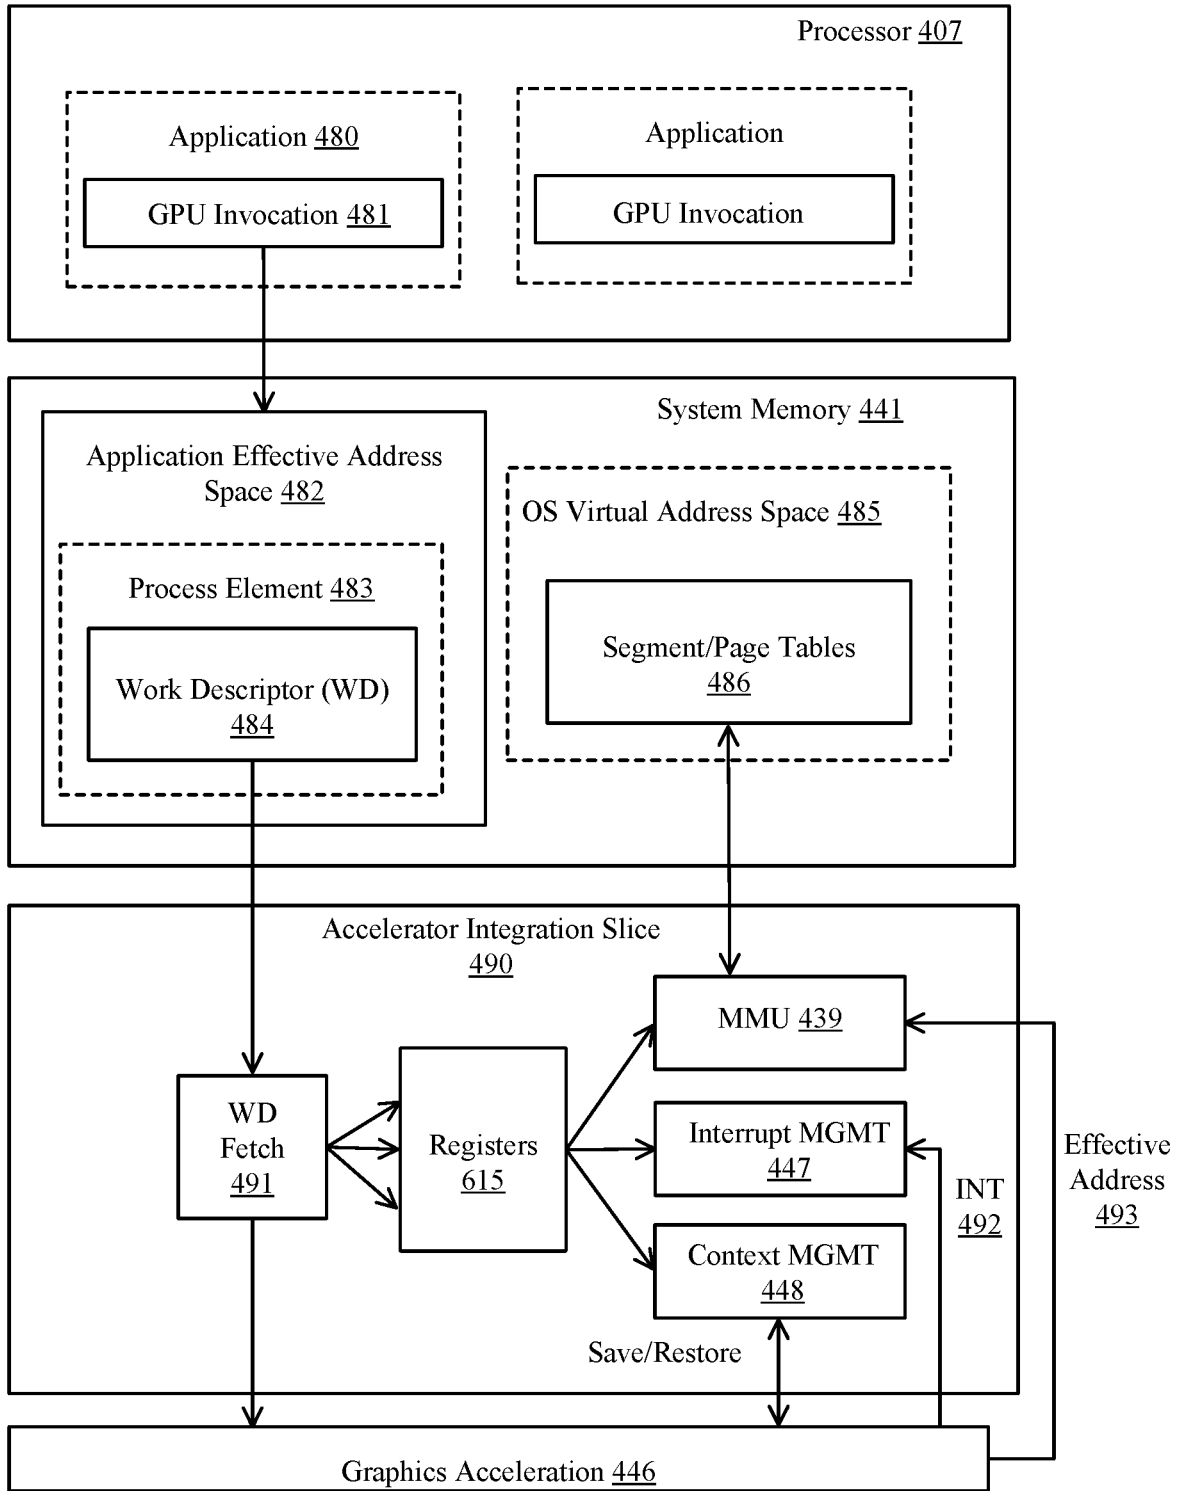 Processor 407
Application 480
GPU Invocation 481
Application
GPU Invocation
System Memory 441
Application Effective Address
Space 482
Process Element 483
Work Descriptor (WD)
484
OS Virtual Address Space 485
Segment/Page Tables
486
Accelerator Integration Slice
490
WD
Fetch
491
Registers
615
MMU 439
Interrupt MGMT
447
Context MGMT
448
Save/Restore
INT
492
Effective
Address
493
Graphics Acceleration 446